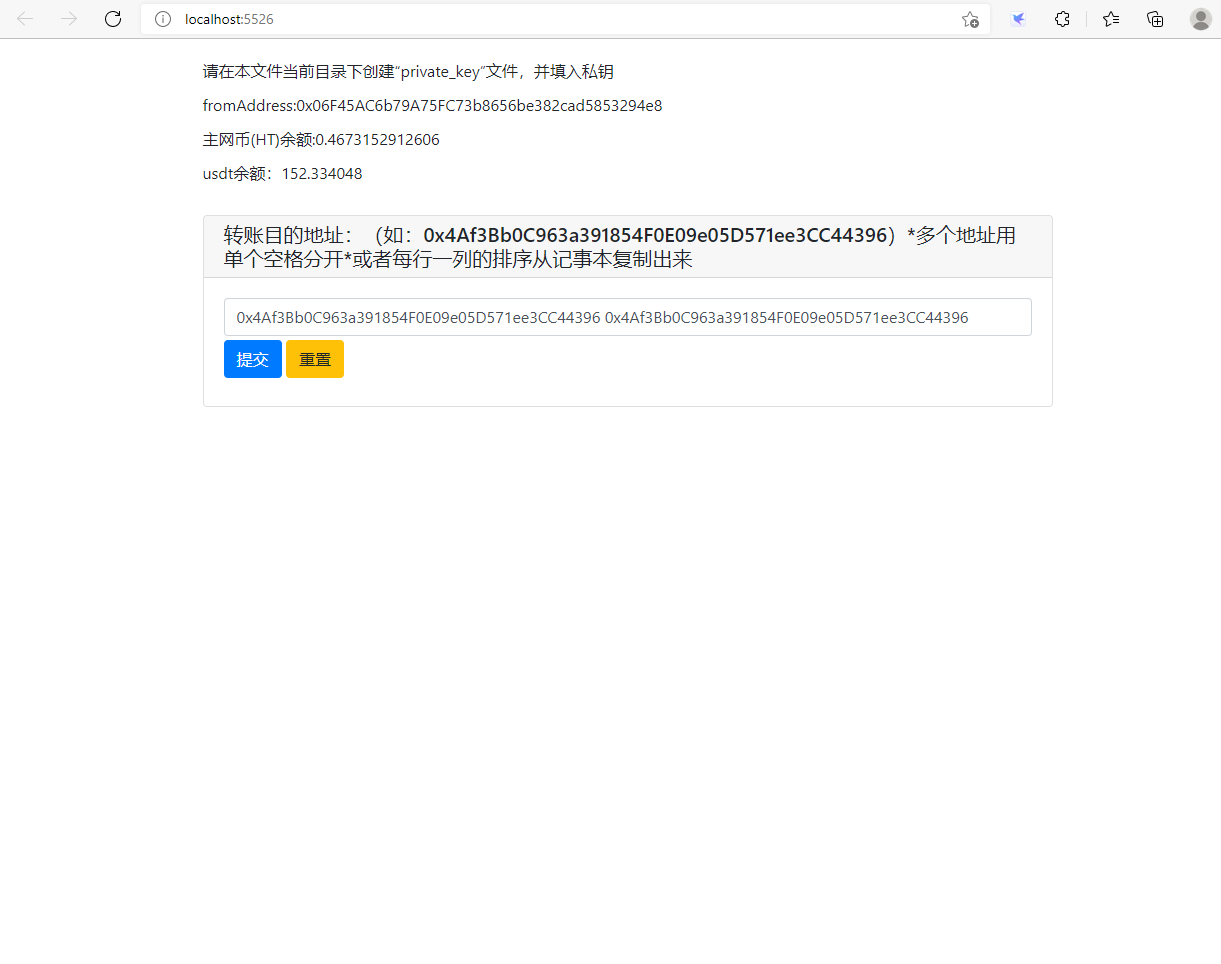 localhost:5526
请在本文件当前目录下创建“private_key”文件，并填入私钥
fromAddress:0x06F45AC6b79A75FC73b8656be382cad5853294e8
主网币(HT)余额:0.4673152912606
usdt余额：152.334048
转账目的地址：（如：0x4Af3Bb0C963a391854F0E09e05D571ee3CC44396）*多个地址用
单个空格分开*或者每行一列的排序从记事本复制出来
0x4Af3Bb0C963a391854F0E09e05D571ee3CC44396 0x4Af3Bb0C963a391854F0E09e05D571ee3CC44396
提交 重置